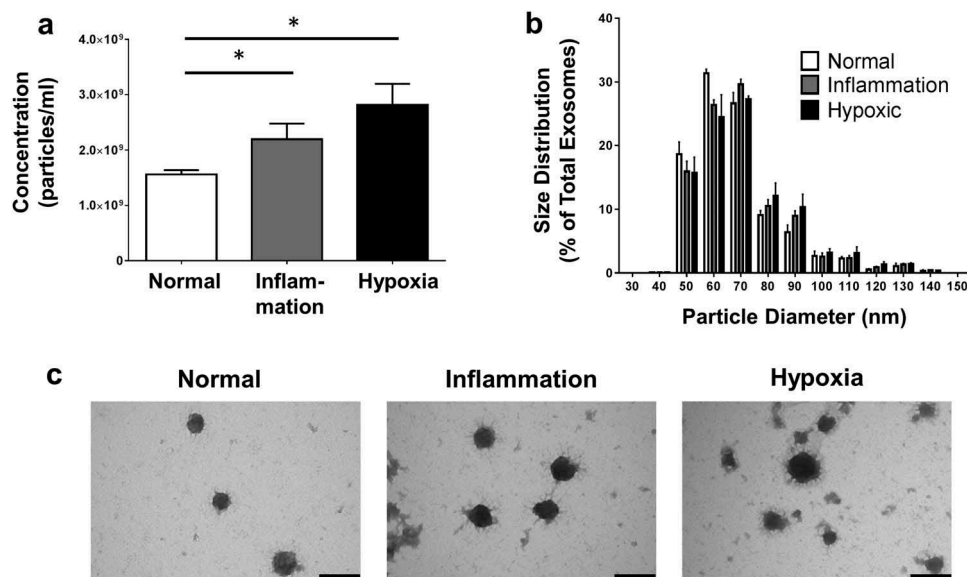 a
Concentration
(particles/ml)
4.0×10⁹
3.0×10⁹
2.0×10⁹
1.0×10⁹
0
*
*
Normal
Inflam-
mation
Hypoxia
b
Size Distribution
(% of Total Exosomes)
40
30
20
10
0
Normal
Inflammation
Hypoxic
30 40 50 60 70 80 90 100 110 120 130 140 150
Particle Diameter (nm)
c
Normal
Inflammation
Hypoxia